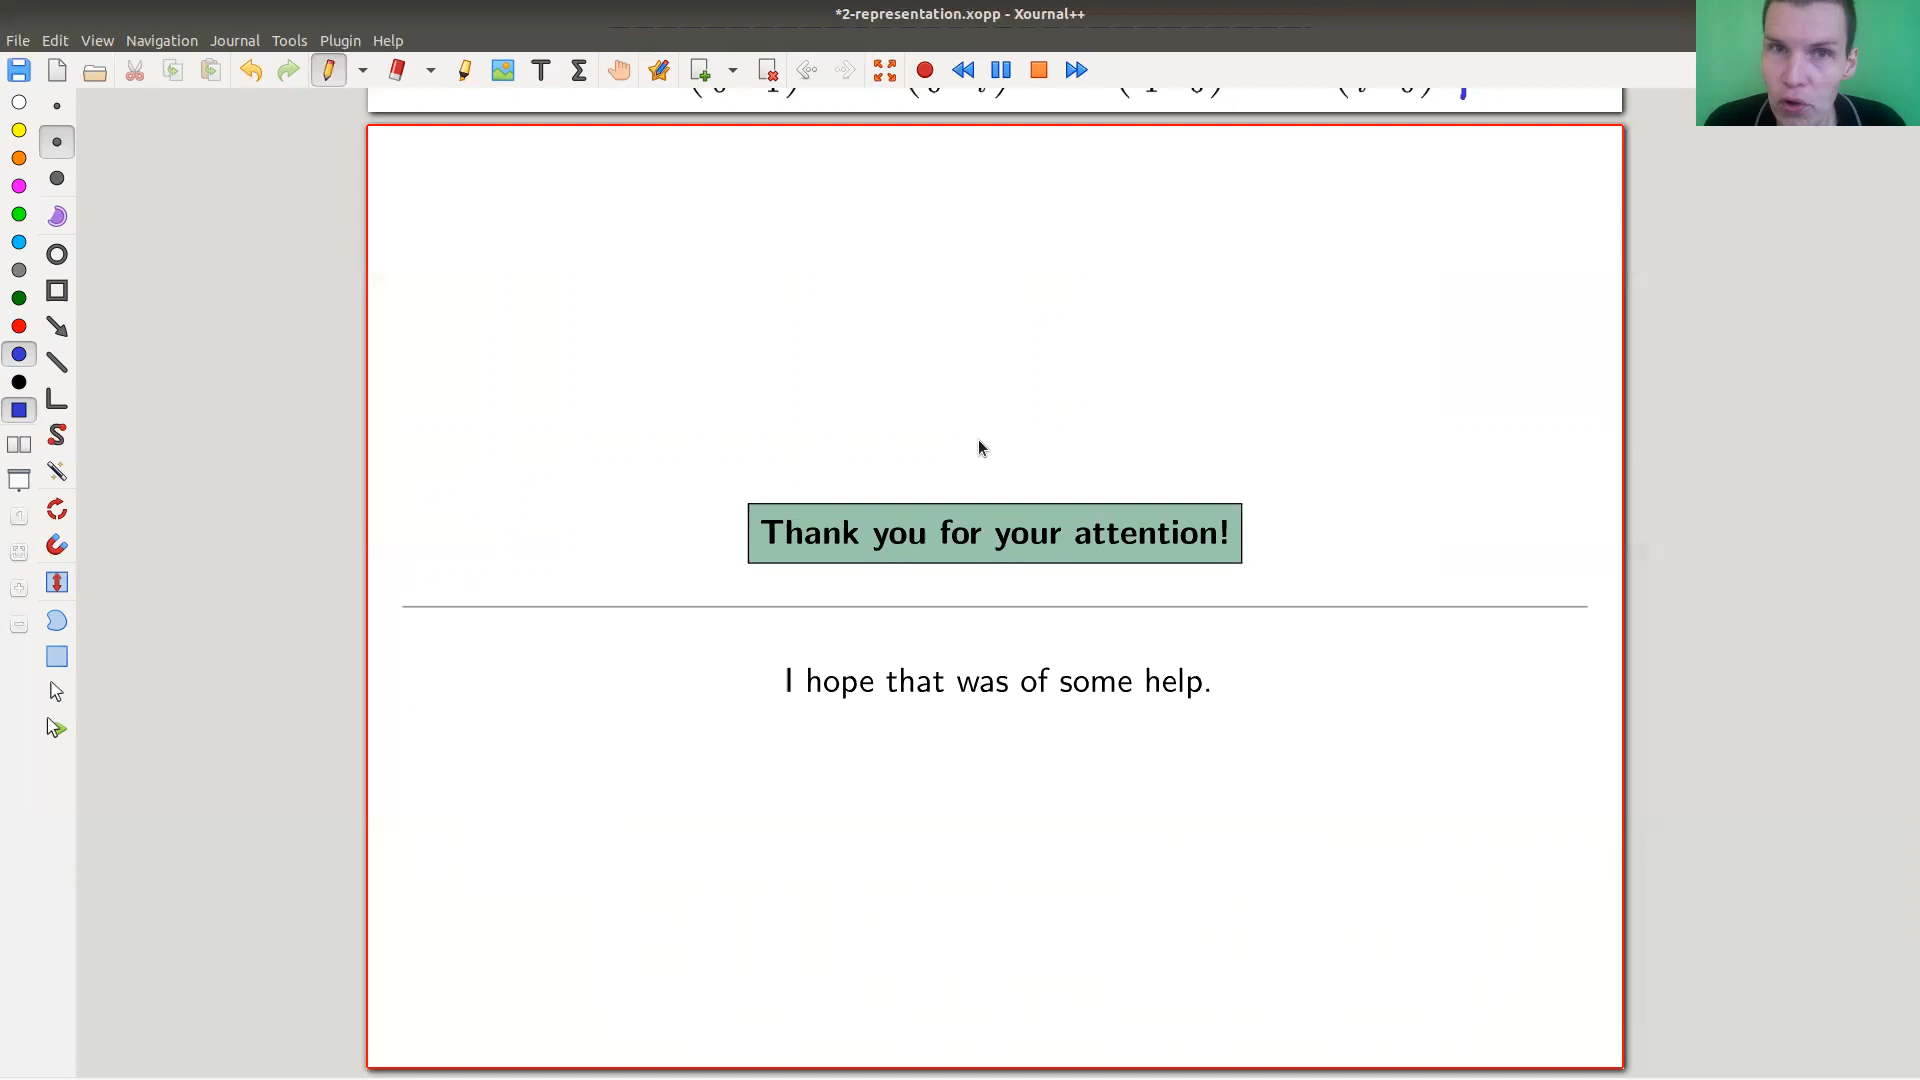 *2-representation.xopp - Xournal++
File Edit View Navigation Journal Tools Plugin Help
Thank you for your attention!
I hope that was of some help.